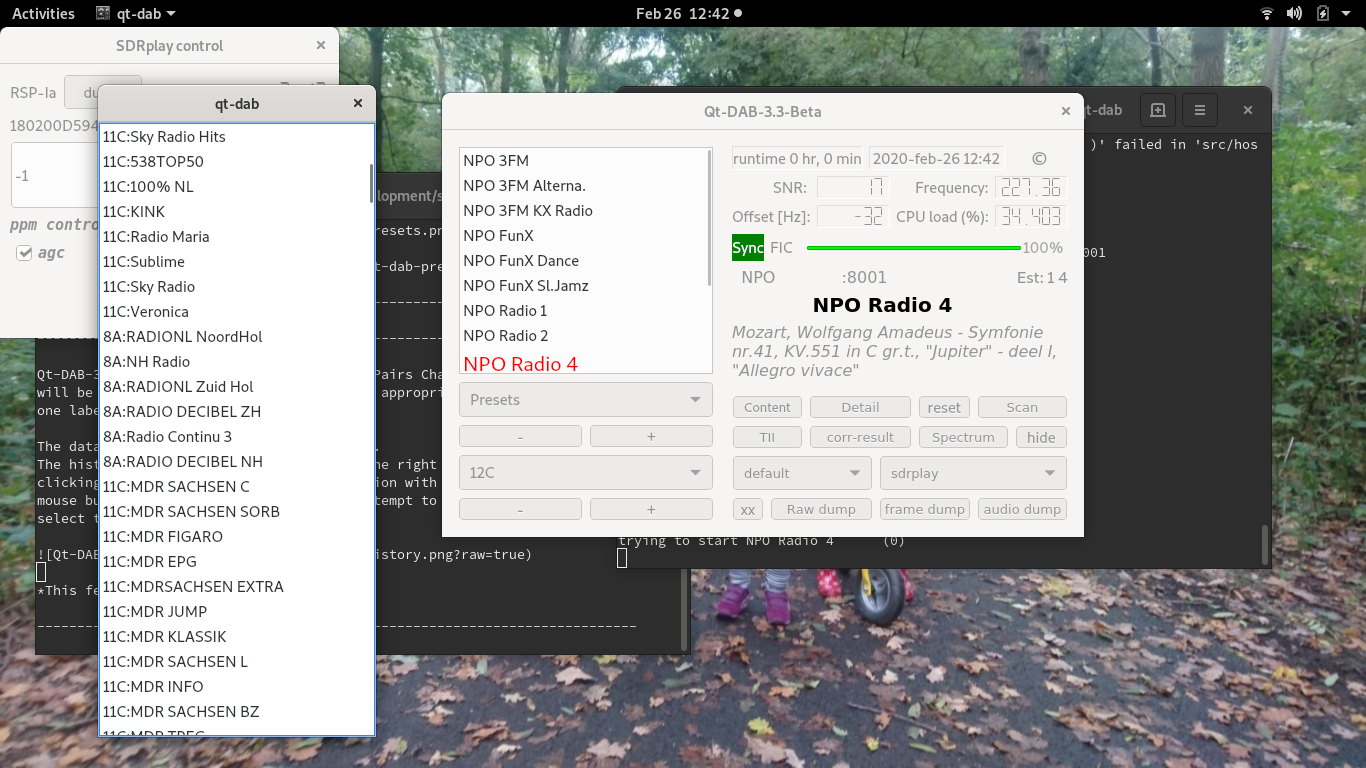 Activities
qt-dab
Feb 26 12:42
SDRplay control
RSP-Ia
180200D594
-1
ppm contro
agc
qt-dab
11C:Sky Radio Hits
11C:538TOP50
11C:100% NL
11C:KINK
11C:Radio Maria
11C:Sublime
11C:Sky Radio
11C:Veronica
8A:RADIONL NoordHol
8A:NH Radio
8A:RADIONL Zuid Hol
8A:RADIO DECIBEL ZH
8A:Radio Continu 3
8A:RADIO DECIBEL NH
11C:MDR SACHSEN C
11C:MDR SACHSEN SORB
11C:MDR FIGARO
11C:MDR EPG
11C:MDRSACHSEN EXTRA
11C:MDR JUMP
11C:MDR KLASSIK
11C:MDR SACHSEN L
11C:MDR INFO
11C:MDR SACHSEN BZ
lopment/s
resets.pn
t-dab-pre
Qt-DAB-3
Pairs Cha
will be
appropri
one labe
The data
The hist
he right
clicking
ion with
mouse bu
tempt to
select t
![Qt-DAB
istory.png?raw=true)
*This fe
Qt-DAB-3.3-Beta
NPO 3FM
NPO 3FM Alterna.
NPO 3FM KX Radio
NPO FunX
NPO FunX Dance
NPO FunX Sl.Jamz
NPO Radio 1
NPO Radio 2
NPO Radio 4
Presets
- +
12C
- +
runtime 0 hr, 0 min 2020-feb-26 12:42 ©
SNR: 17 Frequency: 227.36
Offset [Hz]: -32 CPU load (%): 34.403
Sync FIC 100%
NPO :8001 Est: 1 4
NPO Radio 4
Mozart, Wolfgang Amadeus - Symfonie
nr.41, KV.551 in C gr.t., "Jupiter" - deel I,
"Allegro vivace"
Content Detail reset Scan
TII corr-result Spectrum hide
default sdrplay
xx Raw dump frame dump audio dump
qt-dab
)' failed in 'src/hos
001
trying to start NPO Radio 4 (0)